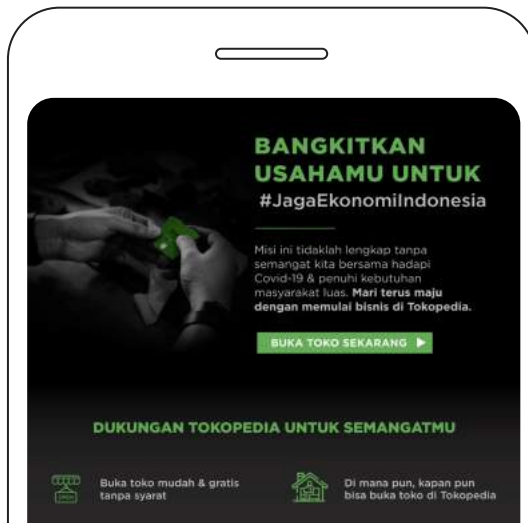 BANGKITKAN
USAHAMU UNTUK
#JagaEkonomiIndonesia
Misi ini tidaklah lengkap tanpa
semangat kita bersama hadapi
Covid-19 & penuhi kebutuhan
masyarakat luas. Mari terus maju
dengan memulai bisnis di Tokopedia.
BUKA TOKO SEKARANG
DUKUNGAN TOKOPEDIA UNTUK SEMANGATMU
Buka toko mudah & gratis
tanpa syarat
Di mana pun, kapan pun
bisa buka toko di Tokopedia